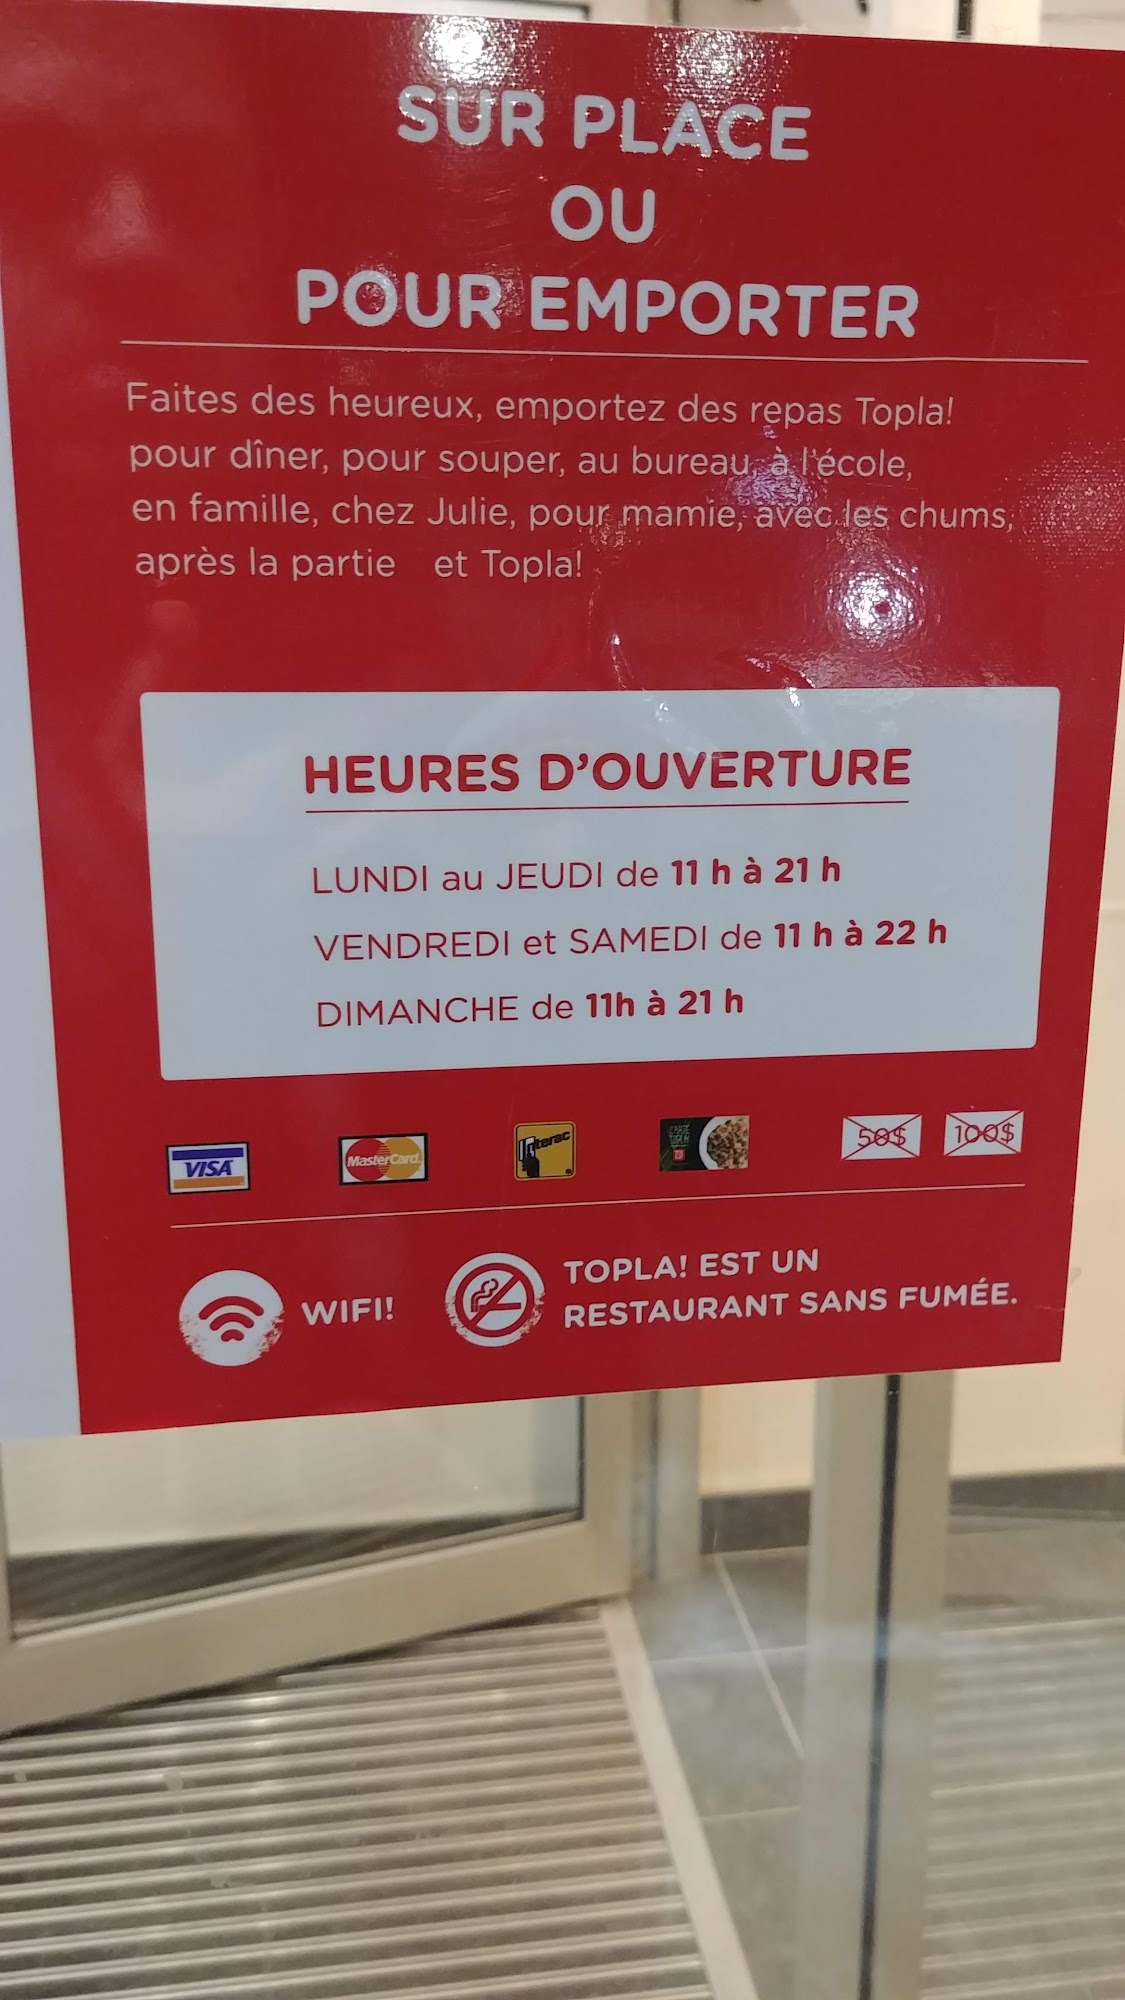 SUR PLACE
OU
POUR EMPORTER
Faites des heureux, emportez des repas Topla!
pour dîner, pour souper, au bureau, à l'école,
en famille, chez Julie, pour mamie, avec les chums,
après la partie et Topla!
HEURES D'OUVERTURE
LUNDI au JEUDI de 11 h à 21 h
VENDREDI et SAMEDI de 11 h à 22 h
DIMANCHE de 11h à 21 h
VISA MasterCard Interac CARTE TOPLA 50$ 100$
WIFI!
TOPLA! EST UN
RESTAURANT SANS FUMÉE.